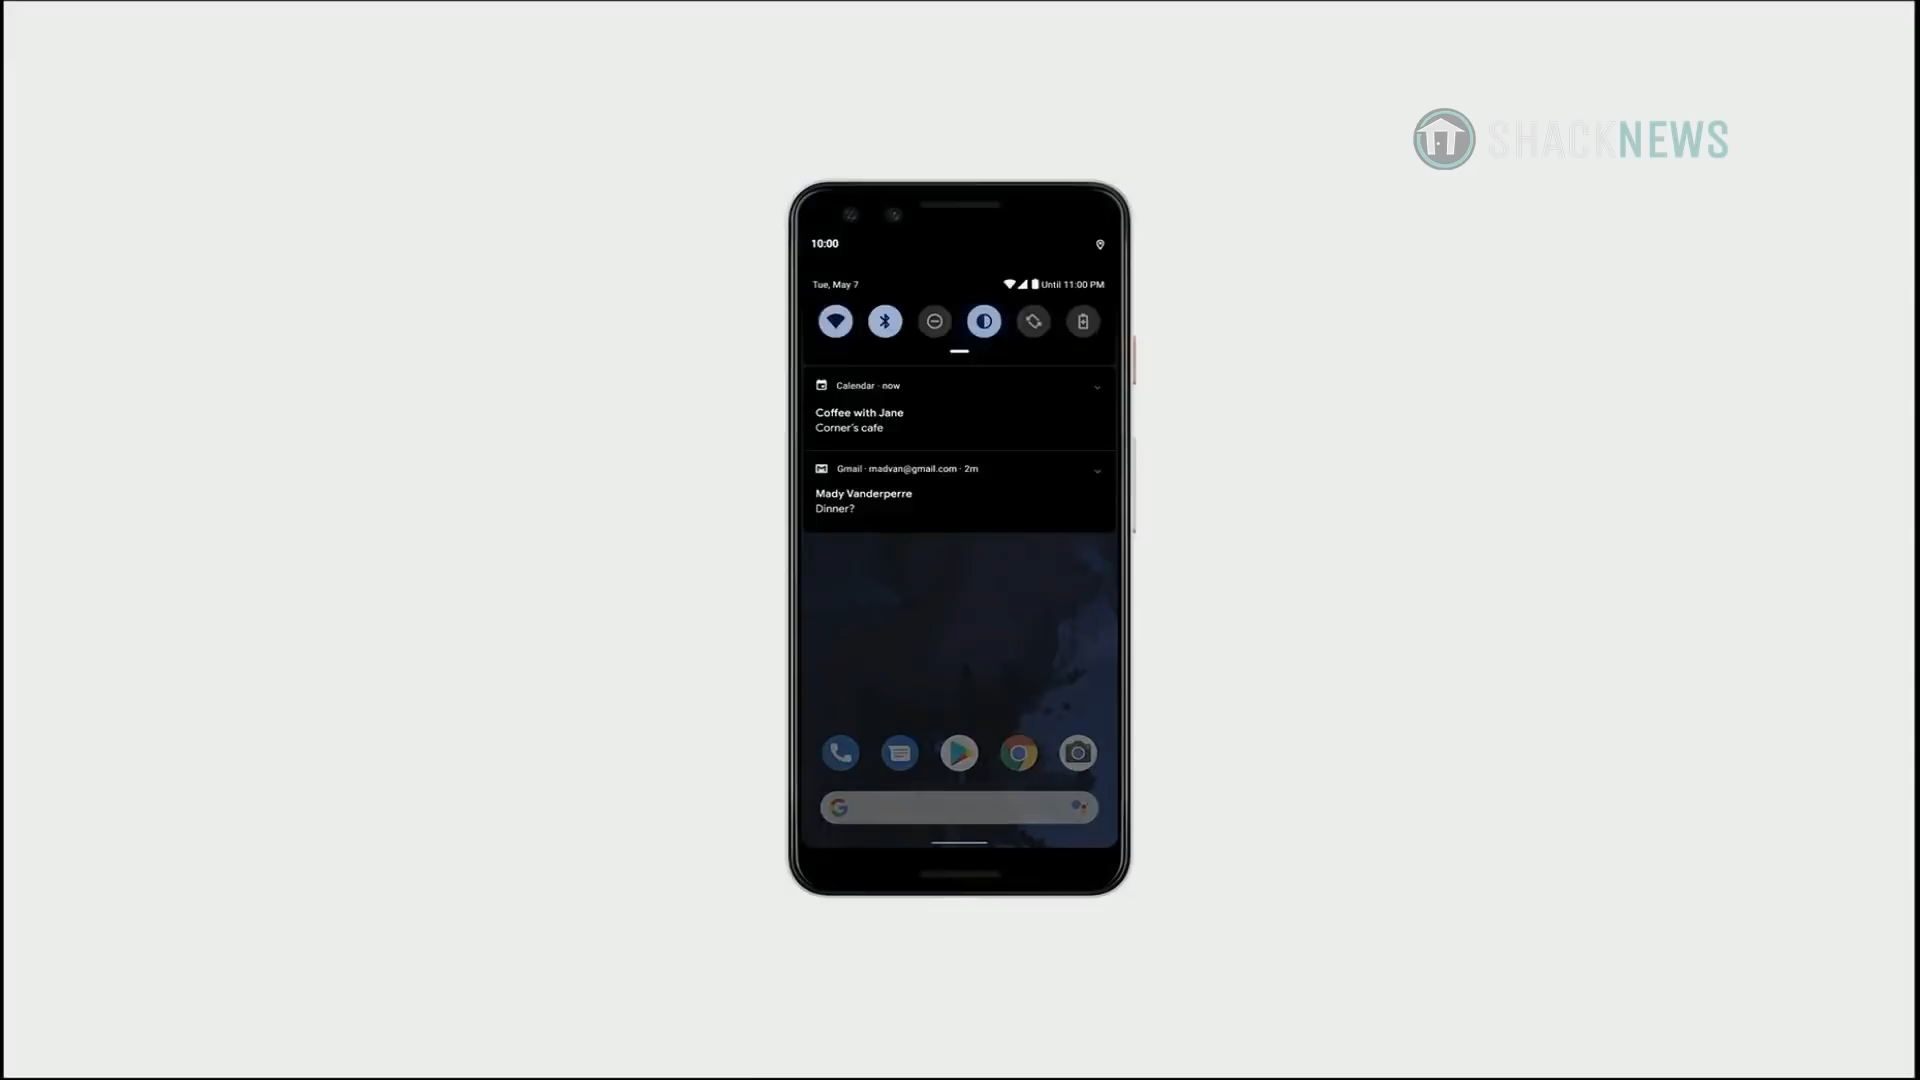 SHACKNEWS
10:00
Tue, May 7
Until 11:00 PM
Calendar · now
Coffee with Jane
Corner's cafe
Gmail · madvan@gmail.com · 2m
Mady Vanderperre
Dinner?